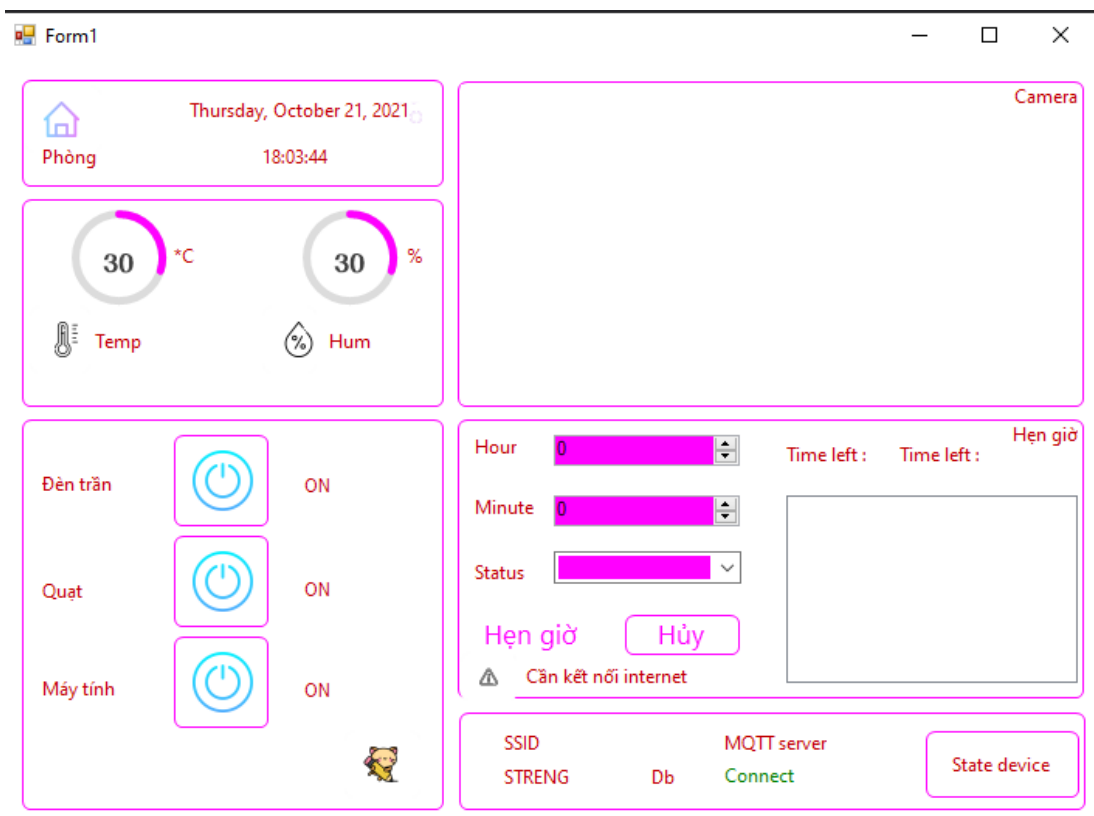 Form1
Thursday, October 21, 2021
Phòng
18:03:44
Camera
30
*C
30
%
Temp
%
Hum
Đèn trần
ON
Quạt
ON
Máy tính
ON
Hẹn giờ
Hour
0
Time left :
Time left :
Minute
0
Status
Hẹn giờ
Hủy
Cần kết nối internet
SSID
MQTT server
STRENG
Db
Connect
State device